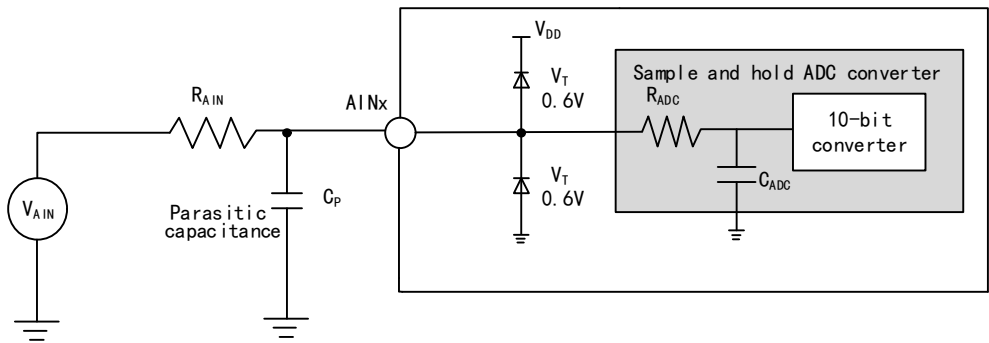 V_DD
V_T
0.6V
Sample and hold ADC converter
R_AIN
AINx
R_ADC
10-bit
converter
V_T
0.6V
C_ADC
V_AIN
Parasitic
capacitance
C_P